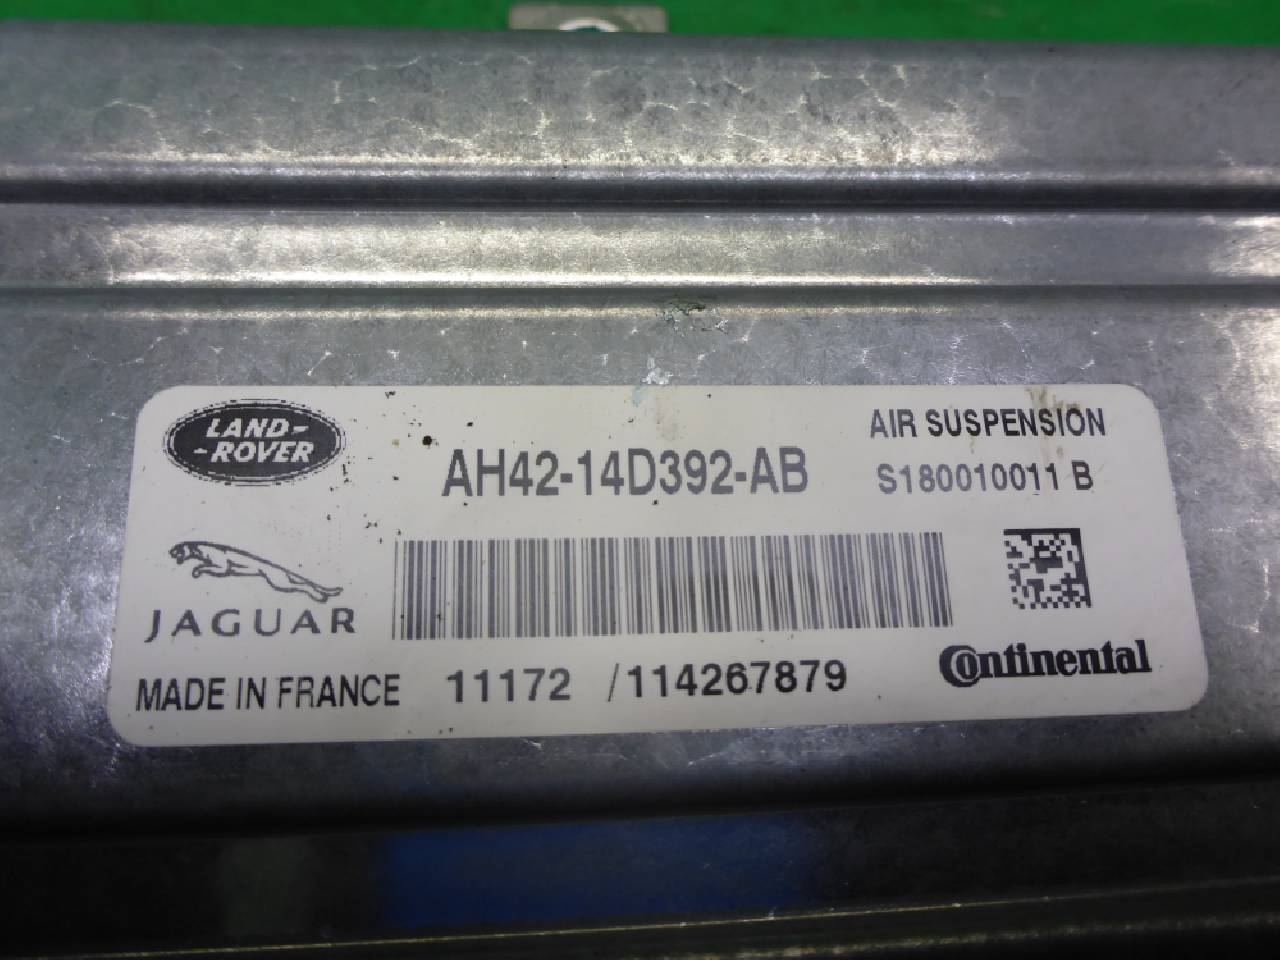 LAND-
-ROVER
AH42-14D392-AB
AIR SUSPENSION
S180010011 B
JAGUAR
MADE IN FRANCE
11172 /114267879
Continental